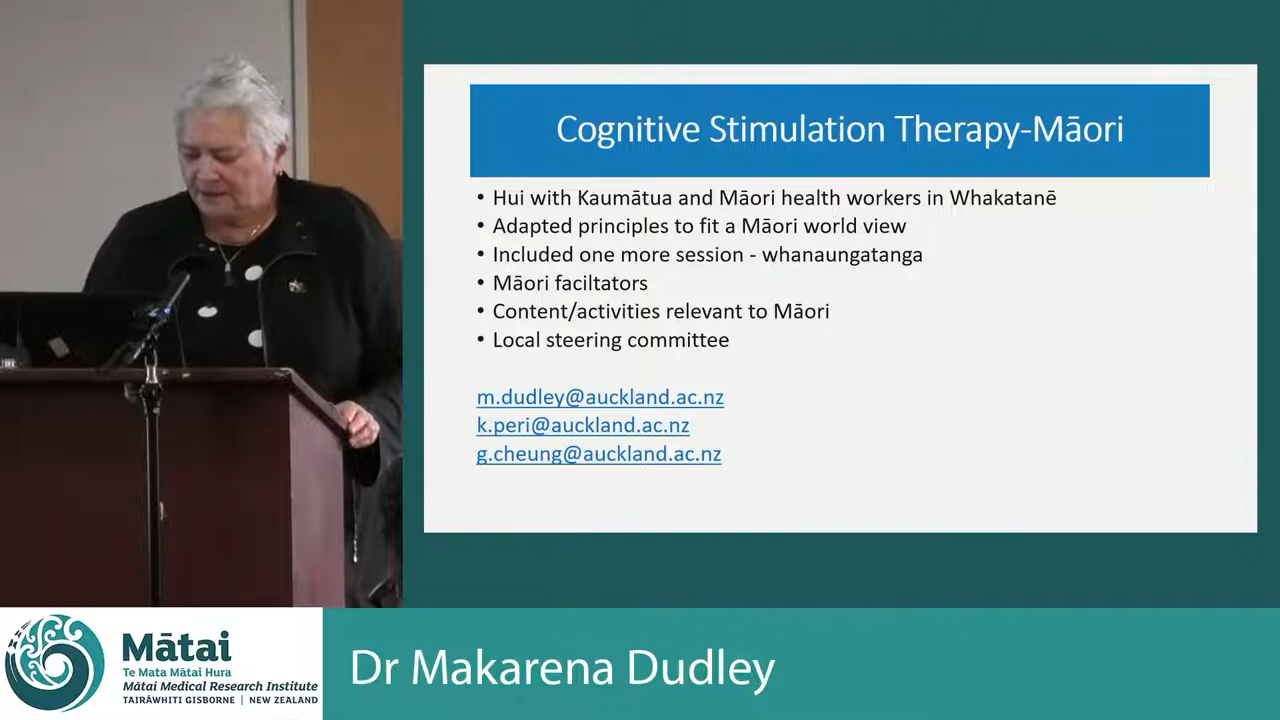 Cognitive Stimulation Therapy-Māori
• Hui with Kaumātua and Māori health workers in Whakatanē
• Adapted principles to fit a Māori world view
• Included one more session - whanaungatanga
• Māori faciltators
• Content/activities relevant to Māori
• Local steering committee
m.dudley@auckland.ac.nz
k.peri@auckland.ac.nz
g.cheung@auckland.ac.nz
Mātai
Te Mata Mātai Hura
Mātai Medical Research Institute
TAIRĀWHITI GISBORNE | NEW ZEALAND
Dr Makarena Dudley